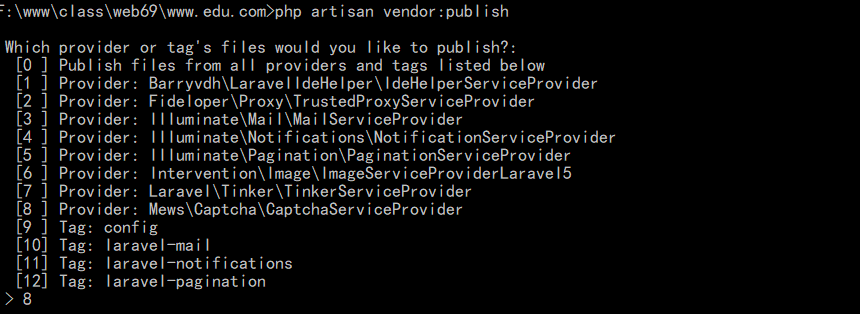 F:\www\class\web69\www.edu.com>php artisan vendor:publish
Which provider or tag's files would you like to publish?:
[0 ] Publish files from all providers and tags listed below
[1 ] Provider: Barryvdh\LaravelIdeHelper\IdeHelperServiceProvider
[2 ] Provider: Fideloper\Proxy\TrustedProxyServiceProvider
[3 ] Provider: Illuminate\Mail\MailServiceProvider
[4 ] Provider: Illuminate\Notifications\NotificationServiceProvider
[5 ] Provider: Illuminate\Pagination\PaginationServiceProvider
[6 ] Provider: Intervention\Image\ImageServiceProviderLaravel5
[7 ] Provider: Laravel\Tinker\TinkerServiceProvider
[8 ] Provider: Mews\Captcha\CaptchaServiceProvider
[9 ] Tag: config
[10] Tag: laravel-mail
[11] Tag: laravel-notifications
[12] Tag: laravel-pagination
> 8